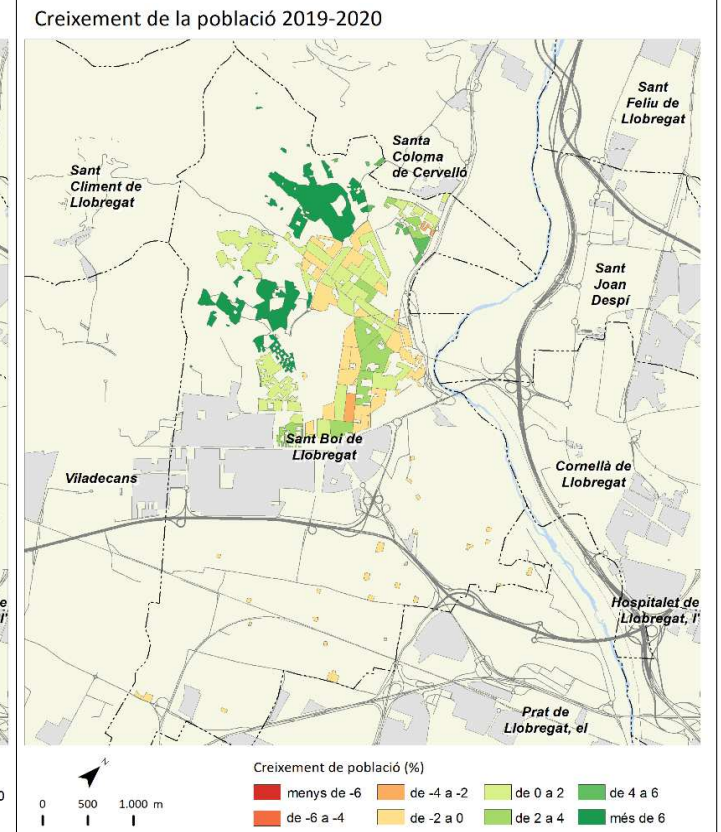 Creixement de la població 2019-2020
Sant
Feliu de
Llobregat
Santa
Coloma
de Cervelló
Sant
Climent de
Llobregat
Sant
Joan
Despí
Sant Boi de
Llobregat
Viladecans
Cornellà de
Llobregat
Hospitalet de
Llobregat, l'
e
l'
Prat de
Llobregat, el
N
0
0 500 1.000 m
Creixement de població (%)
menys de -6 de -4 a -2 de 0 a 2 de 4 a 6
de -6 a -4 de -2 a 0 de 2 a 4 més de 6